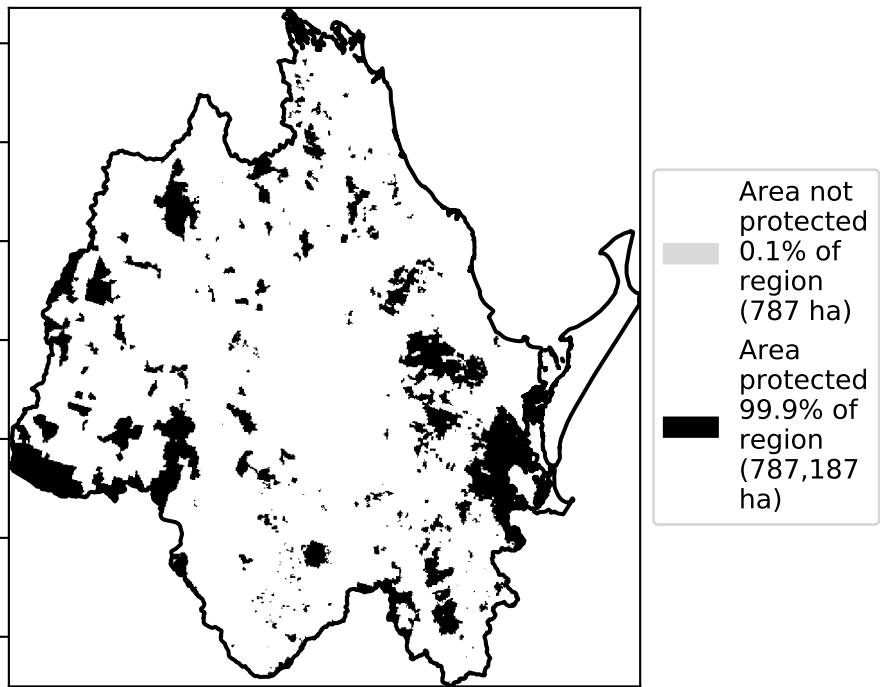 Area not
protected
0.1% of
region
(787 ha)
Area
protected
99.9% of
region
(787,187
ha)